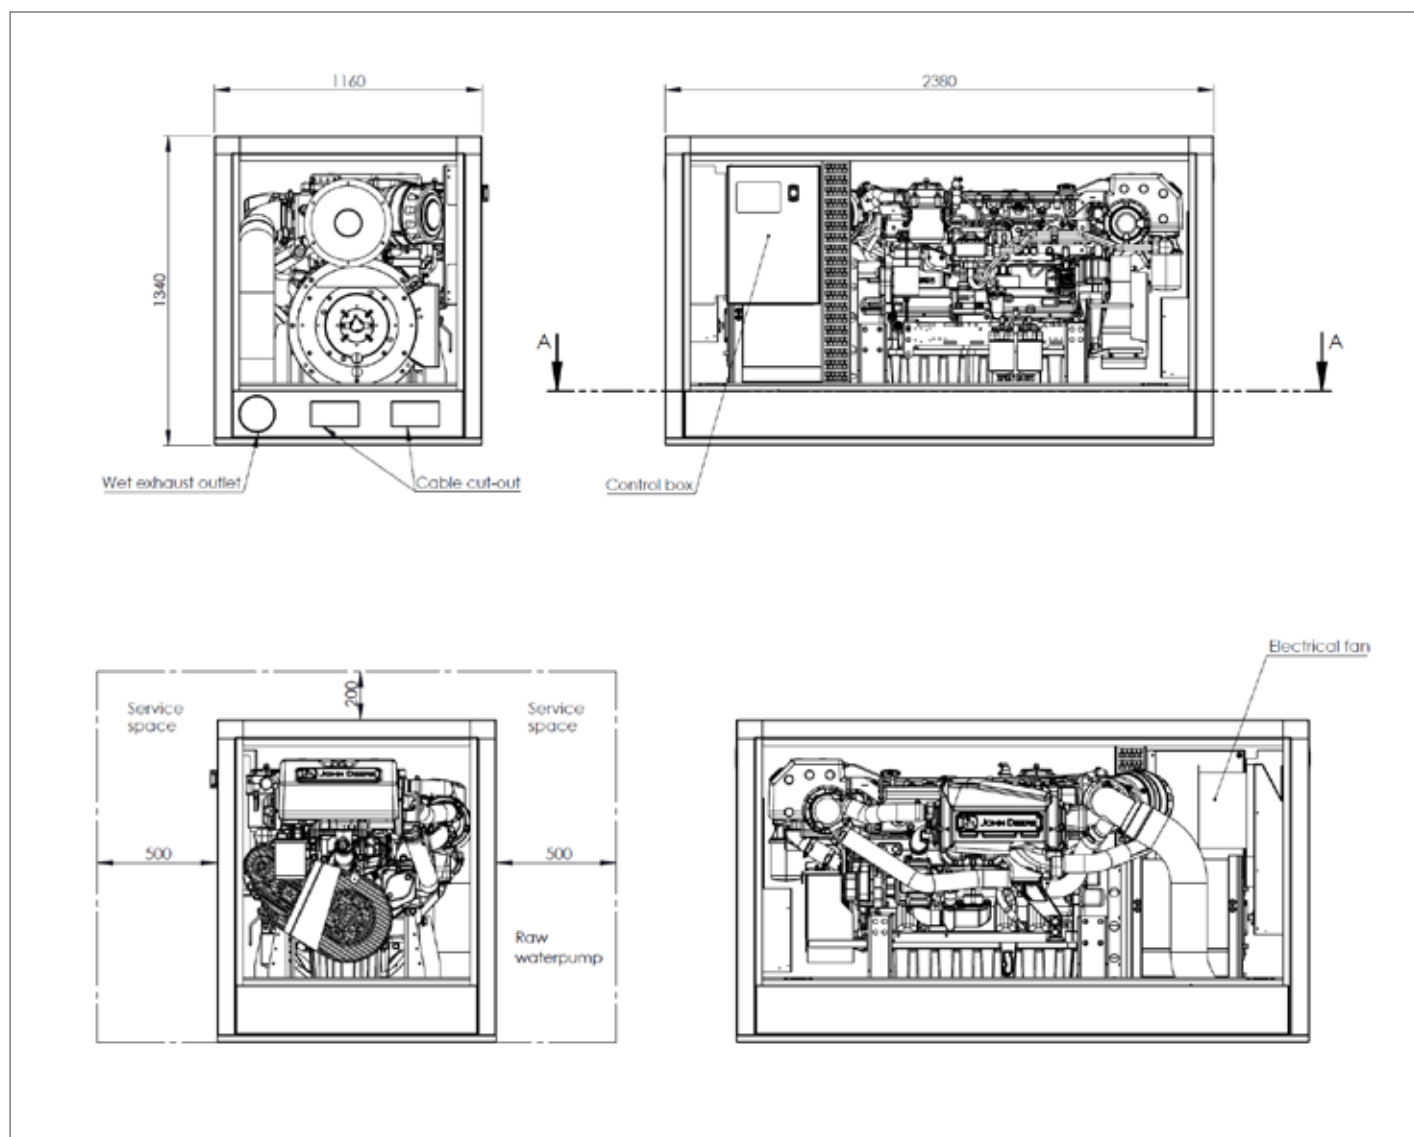 1160
2380
1340
A
A
Wet exhaust outlet
Cable cut-out
Control box
Electrical fan
200
Service
space
Service
space
JOHN DEERE
JOHN DEERE
500
500
Raw
waterpump